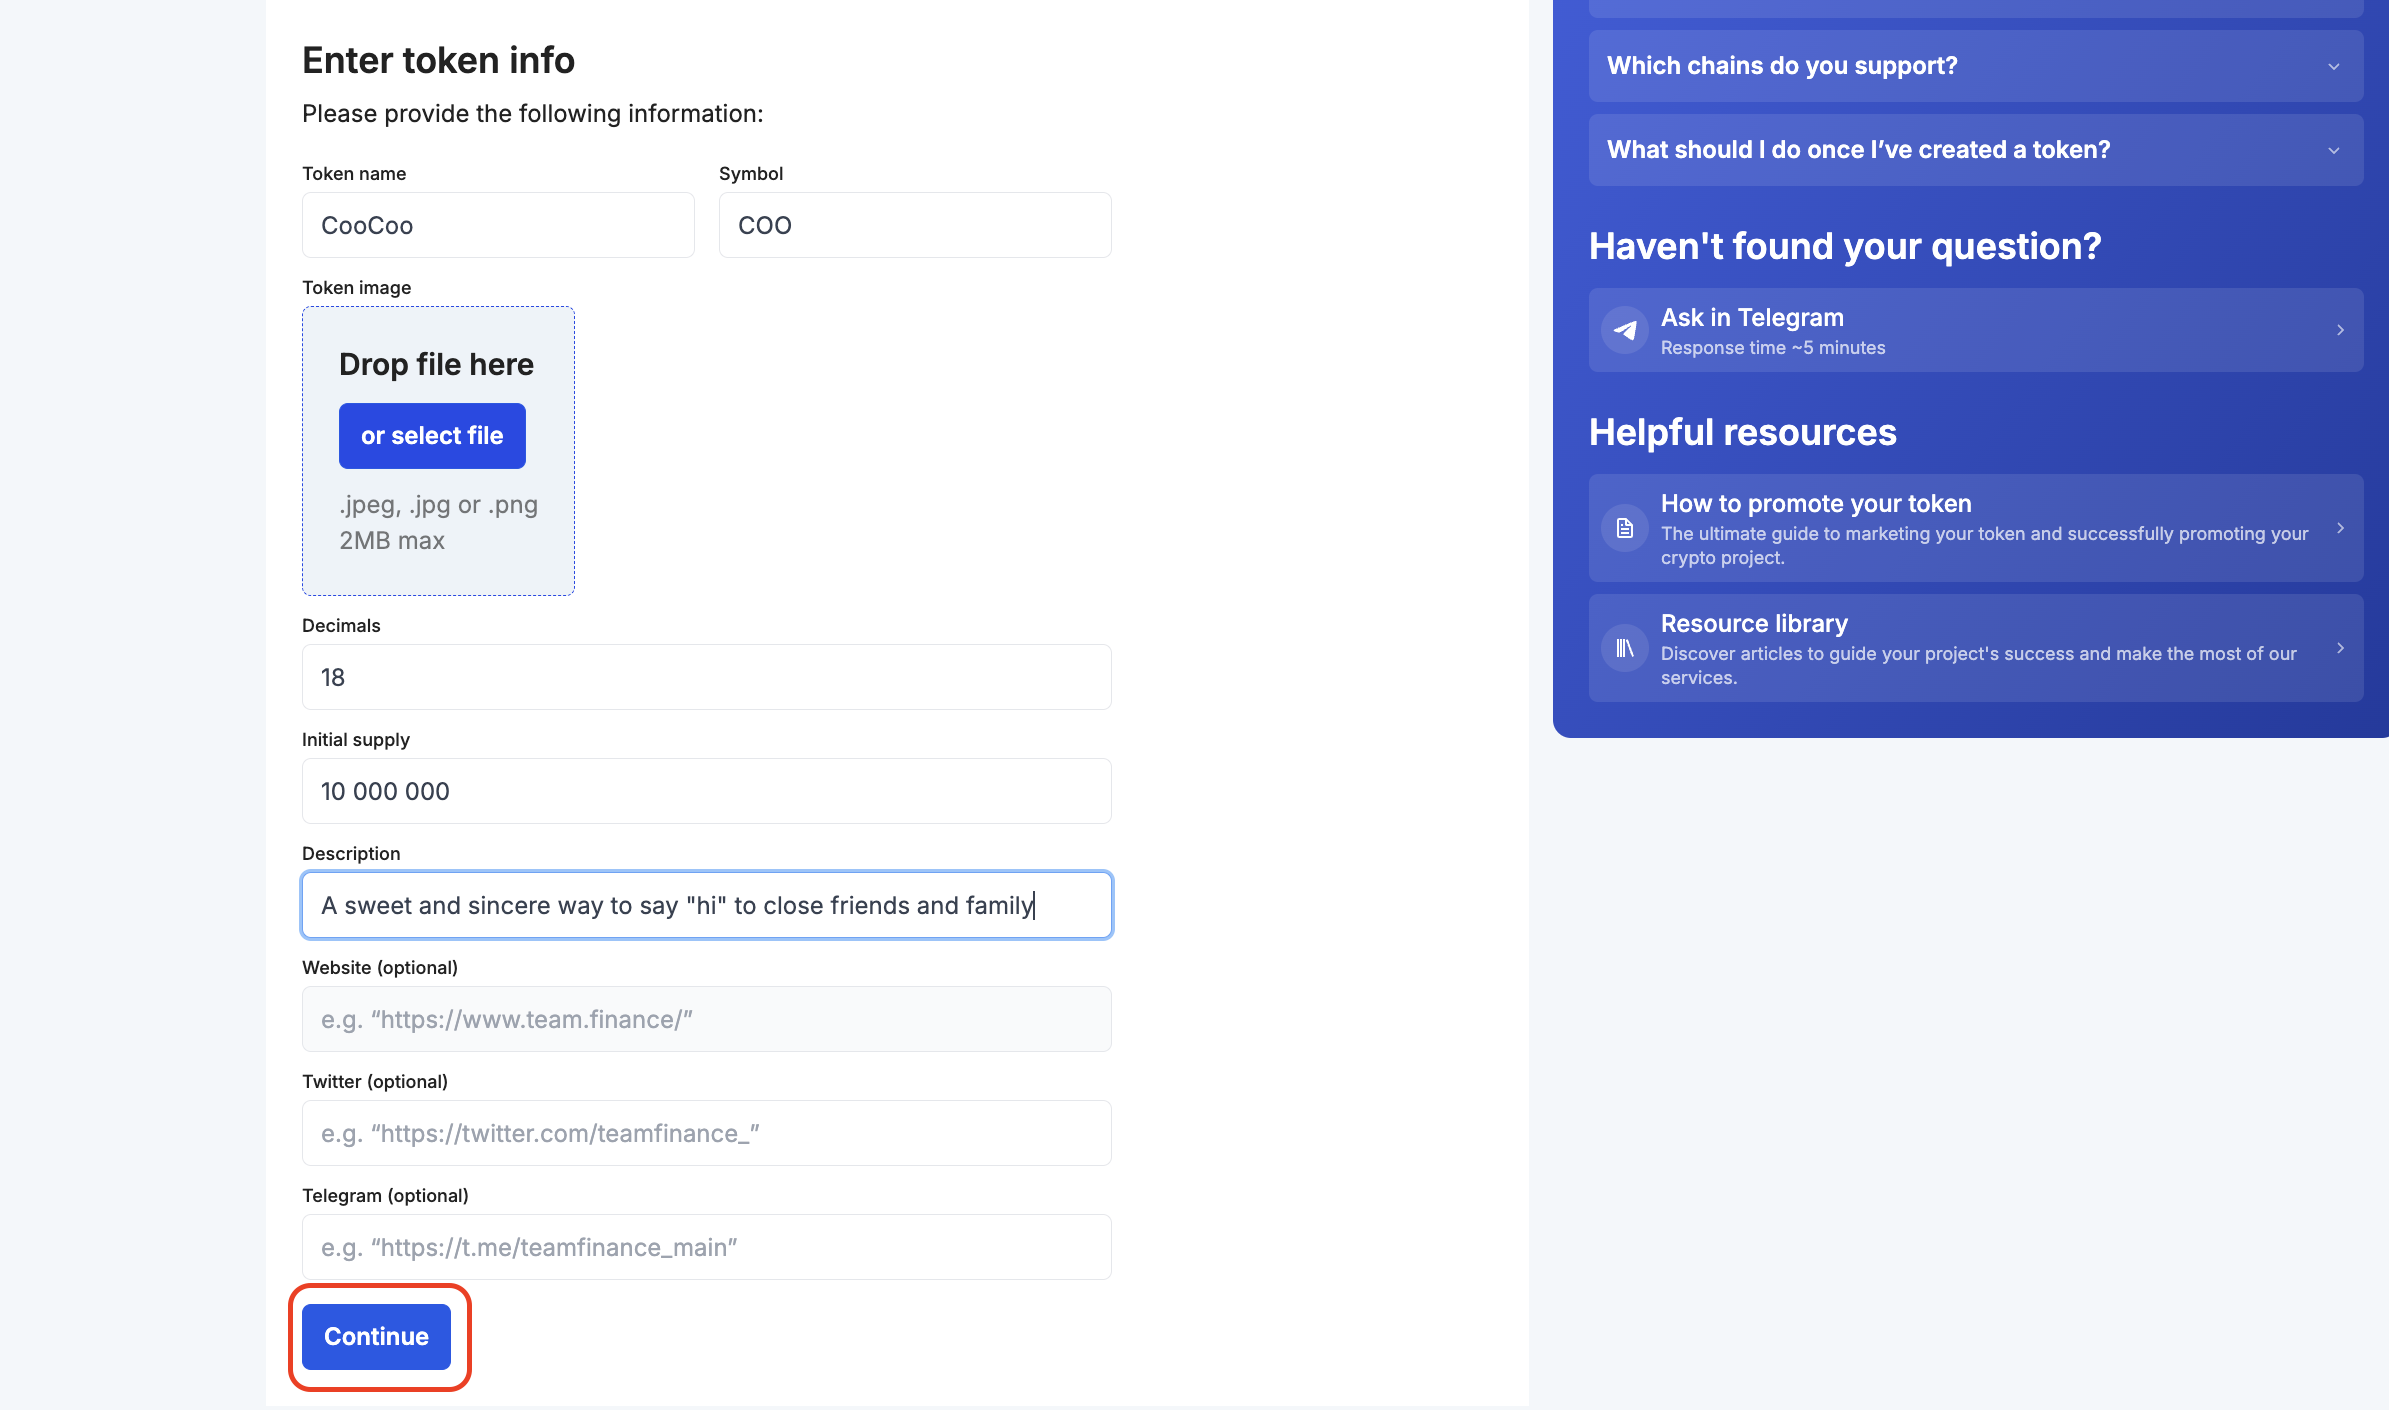 Enter token info
Please provide the following information:
Token name
Symbol
CooCoo
COO
Token image
Drop file here
or select file
.jpeg, .jpg or .png
2MB max
Decimals
18
Initial supply
10 000 000
Description
A sweet and sincere way to say "hi" to close friends and family
Website (optional)
e.g. “https://www.team.finance/”
Twitter (optional)
e.g. “https://twitter.com/teamfinance_”
Telegram (optional)
e.g. “https://t.me/teamfinance_main”
Continue
Which chains do you support?
What should I do once I’ve created a token?
Haven't found your question?
Ask in Telegram
Response time ~5 minutes
Helpful resources
How to promote your token
The ultimate guide to marketing your token and successfully promoting your
crypto project.
Resource library
Discover articles to guide your project's success and make the most of our
services.